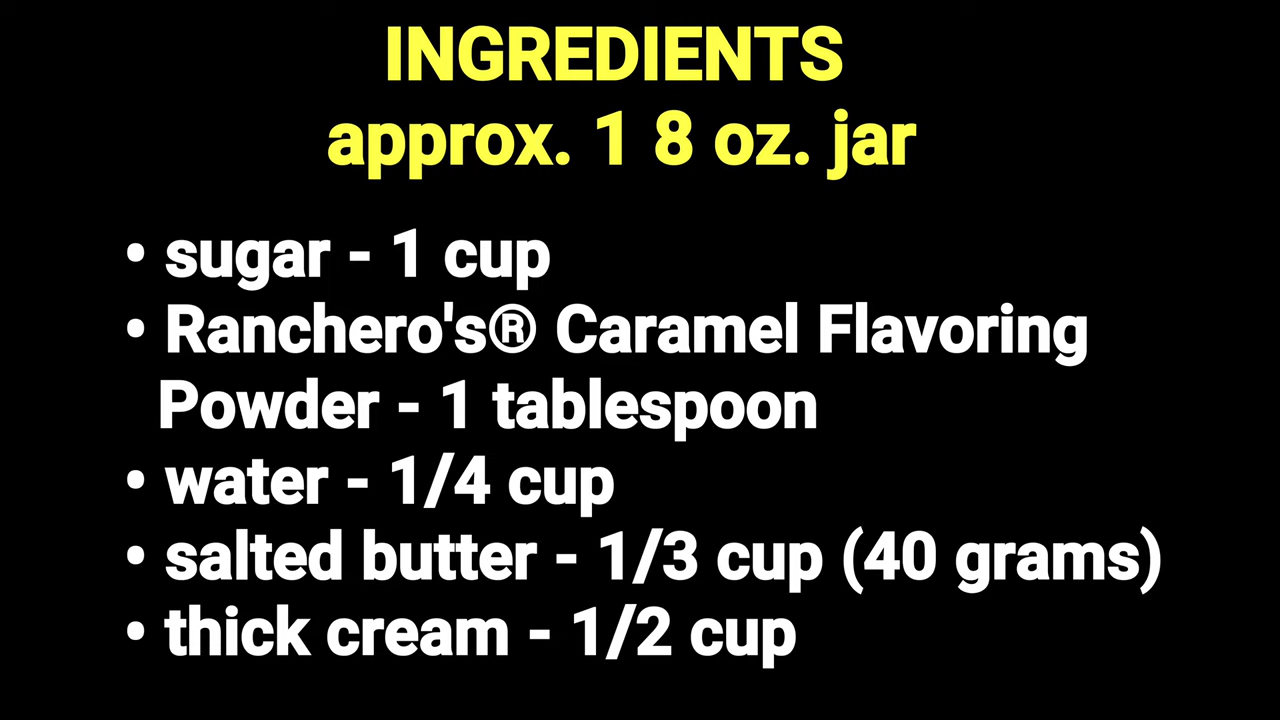 INGREDIENTS
approx. 1 8 oz. jar
• sugar - 1 cup
• Ranchero's® Caramel Flavoring
Powder - 1 tablespoon
• water - 1/4 cup
• salted butter - 1/3 cup (40 grams)
• thick cream - 1/2 cup